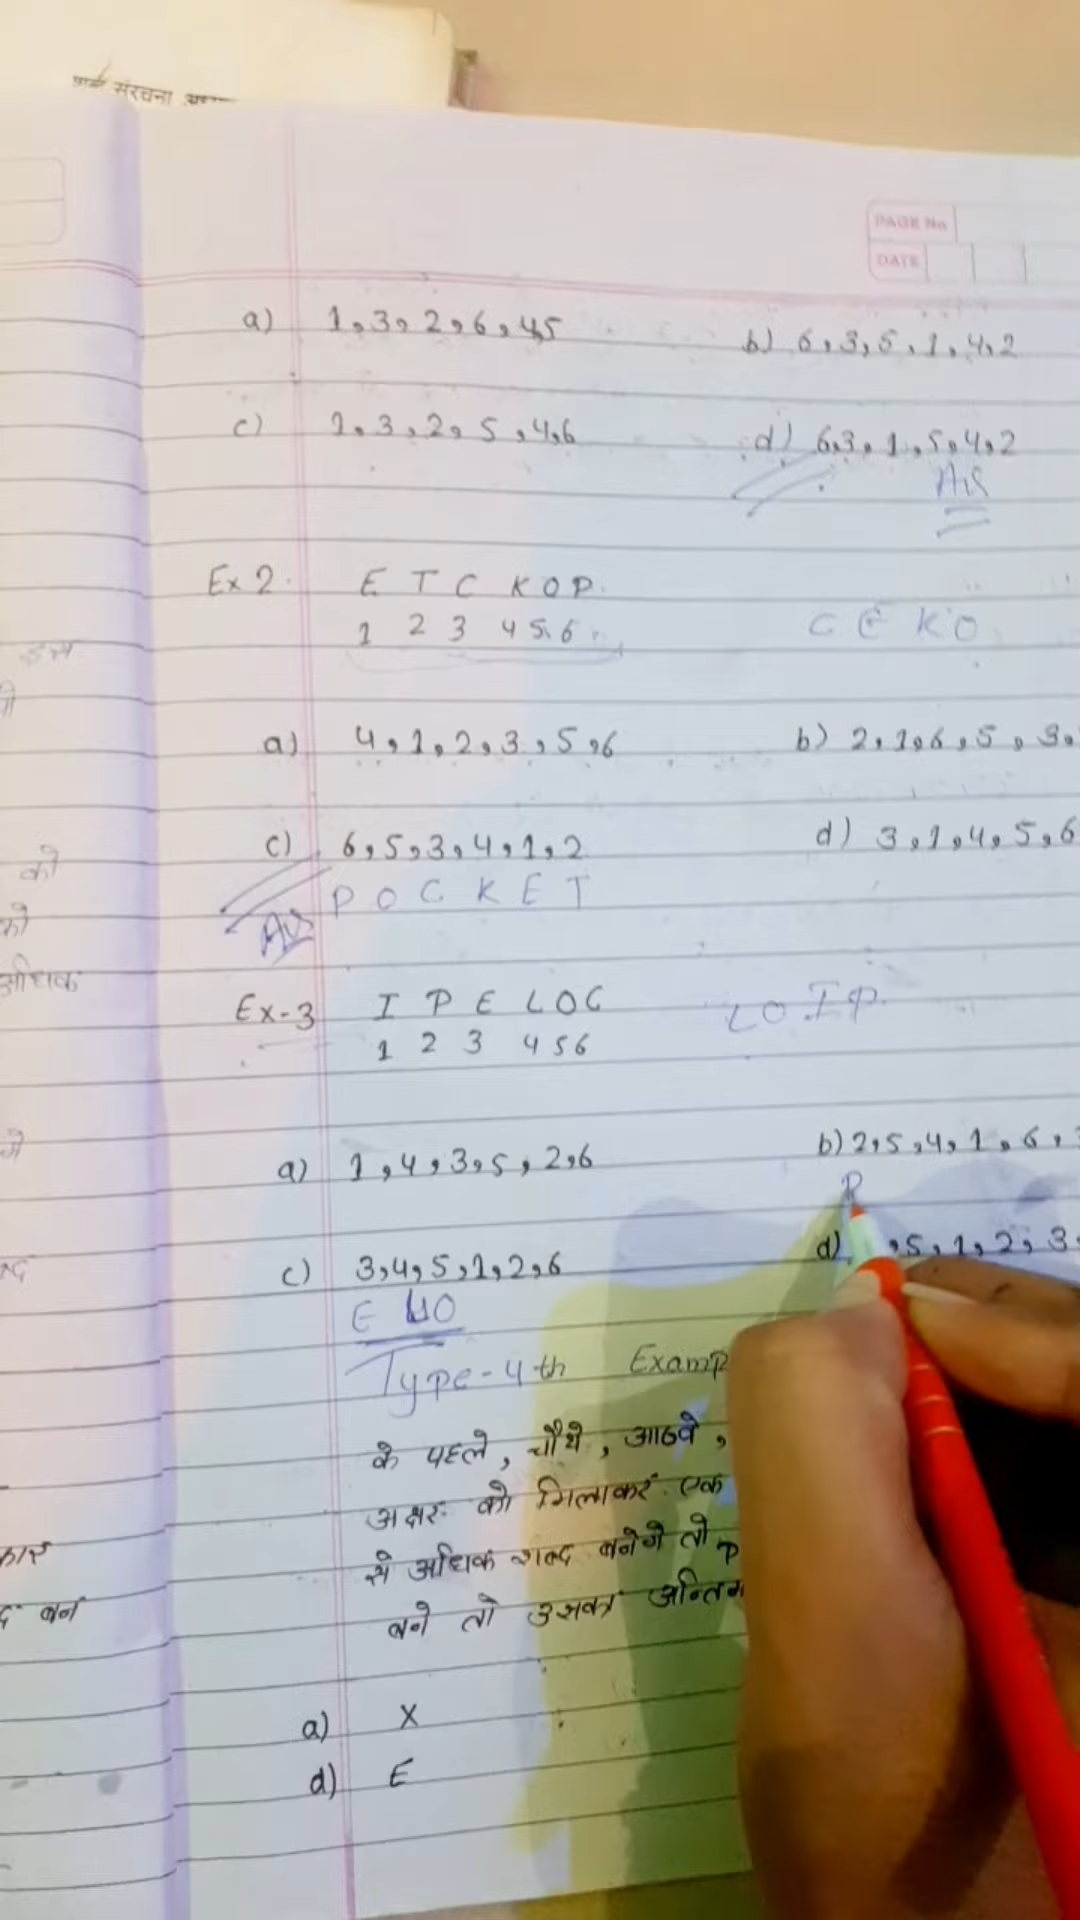 संरचना
PAGE No
DATE
a) 1,3,2,6,4,5 b) 6,3,5,1,4,2
c) 1,3,2,5,4,6 d) 6,3,1,5,4,2
Ans
Ex 2. E T C K O P.
1 2 3 4 5 6 C E K O
इस
a) 4,1,2,3,5,6 b) 2,1,6,5,3,
c) 6,5,3,4,1,2 d) 3,1,4,5,6
को
P O C K E T
Ans
को
अधिक
Ex-3 I P E L O C L O I P
1 2 3 4 5 6
a) 1,4,3,5,2,6 b) 2,5,4,1,6,
P
c) 3,4,5,1,2,6 d) ,5,1,2,3,
E L O
Type-4th Examp
के पहले, चौथे, आठवे,
अक्षर को मिलाकर एक
से अधिक शब्द बनेगे तो P
बने तो उसका अन्तिम
बन
a) X
d) E